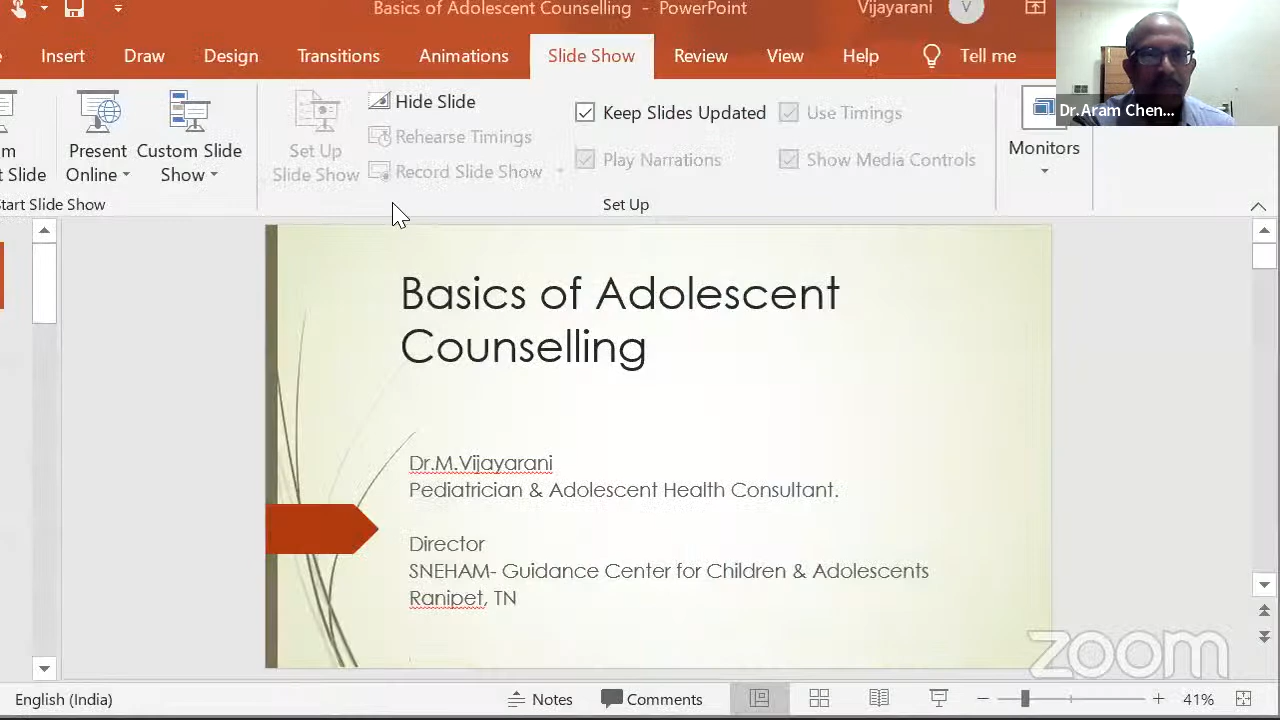 Basics of Adolescent Counselling - PowerPoint
Vijayarani
V
Insert Draw Design Transitions Animations Slide Show Review View Help Tell me
Dr.Aram Chen...
Present
Online
Custom Slide
Show
Set Up
Slide Show
Hide Slide
Rehearse Timings
Record Slide Show
Keep Slides Updated
Play Narrations
Use Timings
Show Media Controls
Monitors
t Slide
tart Slide Show
Set Up
Basics of Adolescent
Counselling
Dr.M.Vijayarani
Pediatrician & Adolescent Health Consultant.
Director
SNEHAM- Guidance Center for Children & Adolescents
Ranipet, TN
zoom
English (India)
Notes
Comments
41%